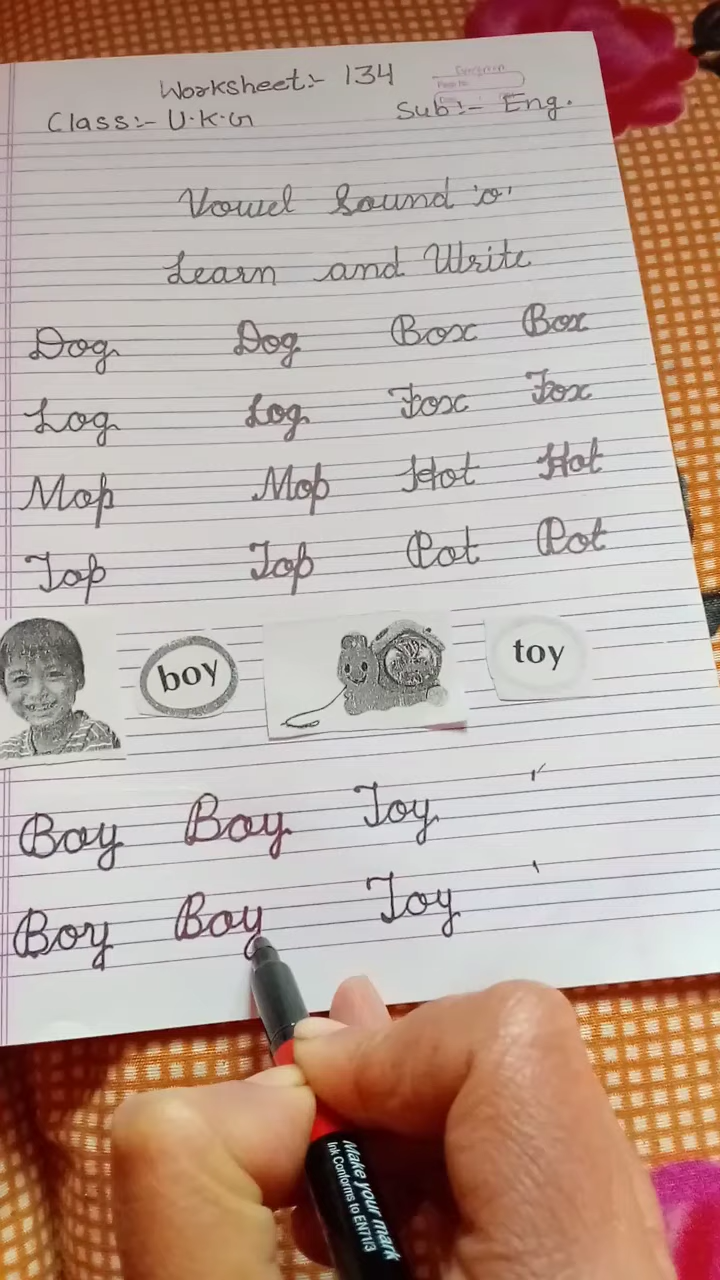 Worksheet:- 134
Class:- U.K.G
Sub:- Eng.
Vowel Sound 'o'
Learn and Write
Dog Dog Box Box
Log Log Fox Fox
Mop Mop Hot Hot
Top Top Pot Pot
boy toy
Boy Boy Toy
Boy Boy Toy
Make your mark
Ink Conforms to EN71/3